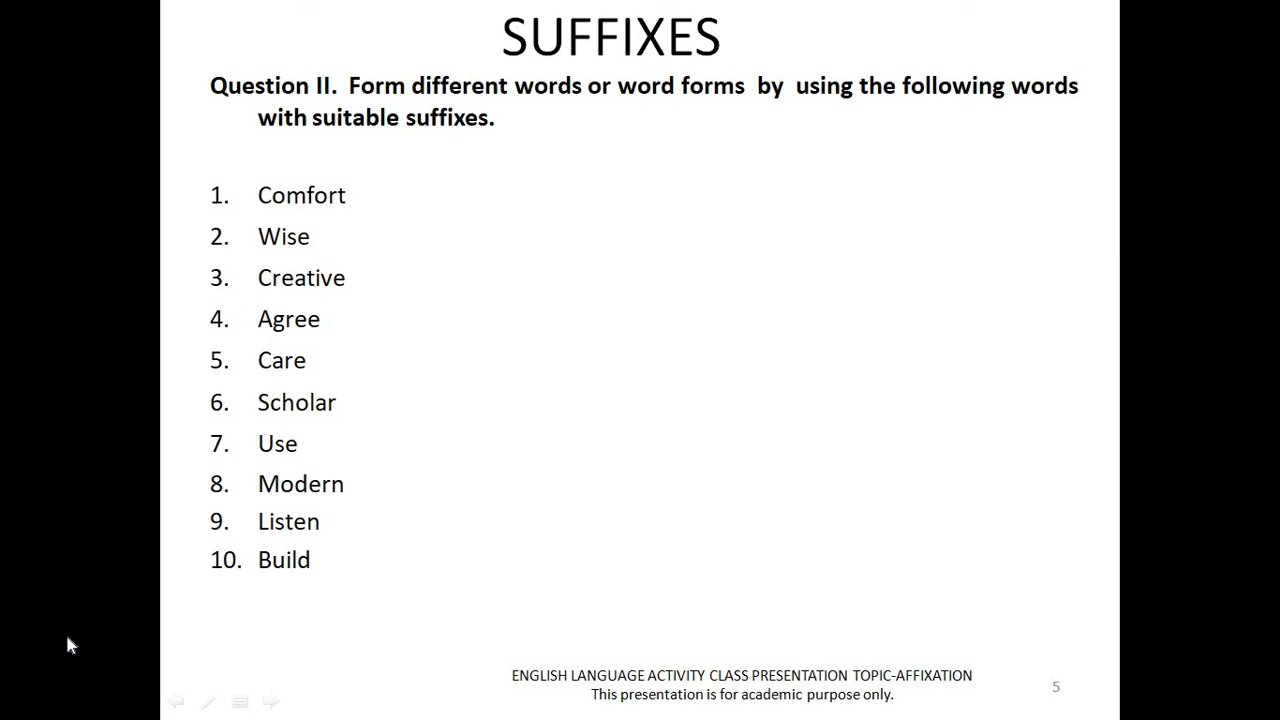 SUFFIXES
Question II.  Form different words or word forms  by  using the following words
with suitable suffixes.
1. Comfort
2. Wise
3. Creative
4. Agree
5. Care
6. Scholar
7. Use
8. Modern
9. Listen
10. Build
ENGLISH LANGUAGE ACTIVITY CLASS PRESENTATION TOPIC-AFFIXATION
This presentation is for academic purpose only.
5